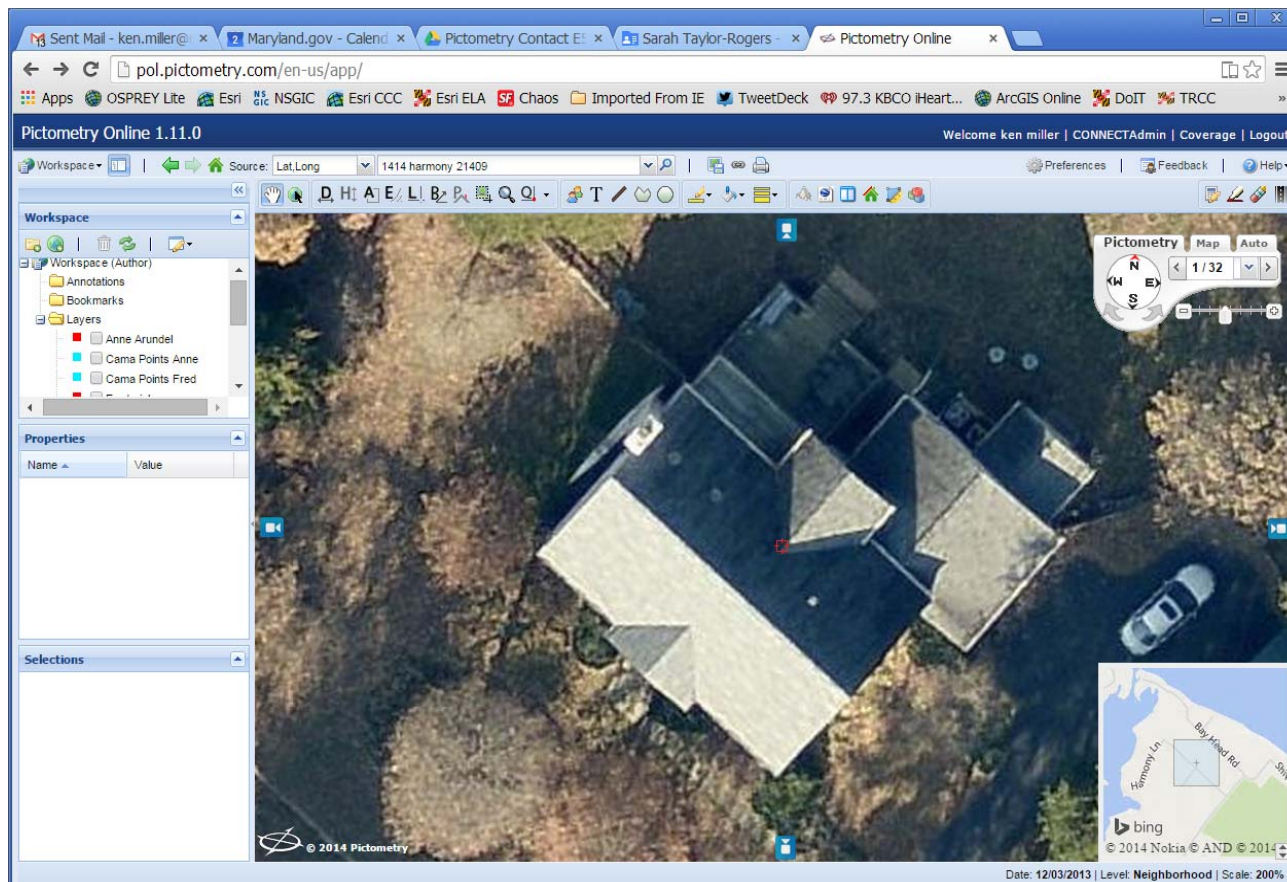 Sent Mail - ken.miller@
Maryland.gov - Calend
Pictometry Contact ES
Sarah Taylor-Rogers -
Pictometry Online
pol.pictometry.com/en-us/app/
Apps OSPREY Lite Esri NSGIC NSGIC Esri CCC Esri ELA SF Chaos Imported From IE TweetDeck 97.3 KBCO iHeart... ArcGIS Online DoIT TRCC »
Pictometry Online 1.11.0
Welcome ken miller | CONNECTAdmin | Coverage | Logout
Workspace
Source: Lat,Long
1414 harmony 21409
Preferences | Feedback | Help
Workspace
Workspace (Author)
Annotations
Bookmarks
Layers
Anne Arundel
Cama Points Anne
Cama Points Fred
Properties
Name Value
Selections
Pictometry Map Auto
N
W E
S
1 / 32
Harmony Ln
Bay Head Rd
bing
© 2014 Nokia © AND © 2014
© 2014 Pictometry
Date: 12/03/2013 | Level: Neighborhood | Scale: 200%